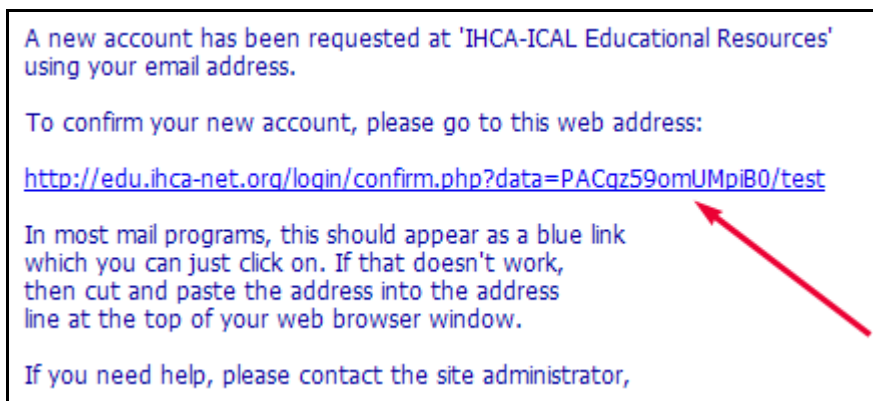 A new account has been requested at 'IHCA-ICAL Educational Resources'
using your email address.
To confirm your new account, please go to this web address:
http://edu.ihca-net.org/login/confirm.php?data=PACqz59omUMpiB0/test
In most mail programs, this should appear as a blue link
which you can just click on. If that doesn't work,
then cut and paste the address into the address
line at the top of your web browser window.
If you need help, please contact the site administrator,